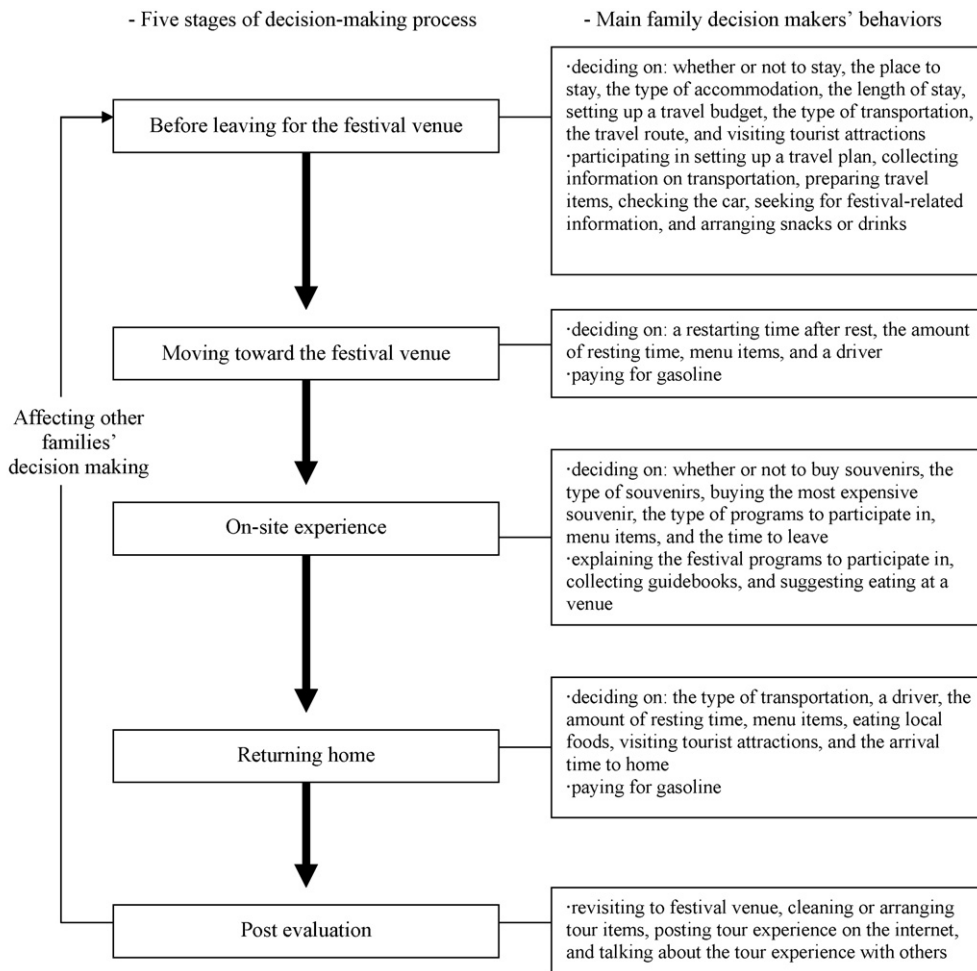 - Five stages of decision-making process
- Main family decision makers’ behaviors
Before leaving for the festival venue
·deciding on: whether or not to stay, the place to
stay, the type of accommodation, the length of stay,
setting up a travel budget, the type of transportation,
the travel route, and visiting tourist attractions
·participating in setting up a travel plan, collecting
information on transportation, preparing travel
items, checking the car, seeking for festival-related
information, and arranging snacks or drinks
Moving toward the festival venue
·deciding on: a restarting time after rest, the amount
of resting time, menu items, and a driver
·paying for gasoline
Affecting other
families’
decision making
On-site experience
·deciding on: whether or not to buy souvenirs, the
type of souvenirs, buying the most expensive
souvenir, the type of programs to participate in,
menu items, and the time to leave
·explaining the festival programs to participate in,
collecting guidebooks, and suggesting eating at a
venue
Returning home
·deciding on: the type of transportation, a driver, the
amount of resting time, menu items, eating local
foods, visiting tourist attractions, and the arrival
time to home
·paying for gasoline
Post evaluation
·revisiting to festival venue, cleaning or arranging
tour items, posting tour experience on the internet,
and talking about the tour experience with others